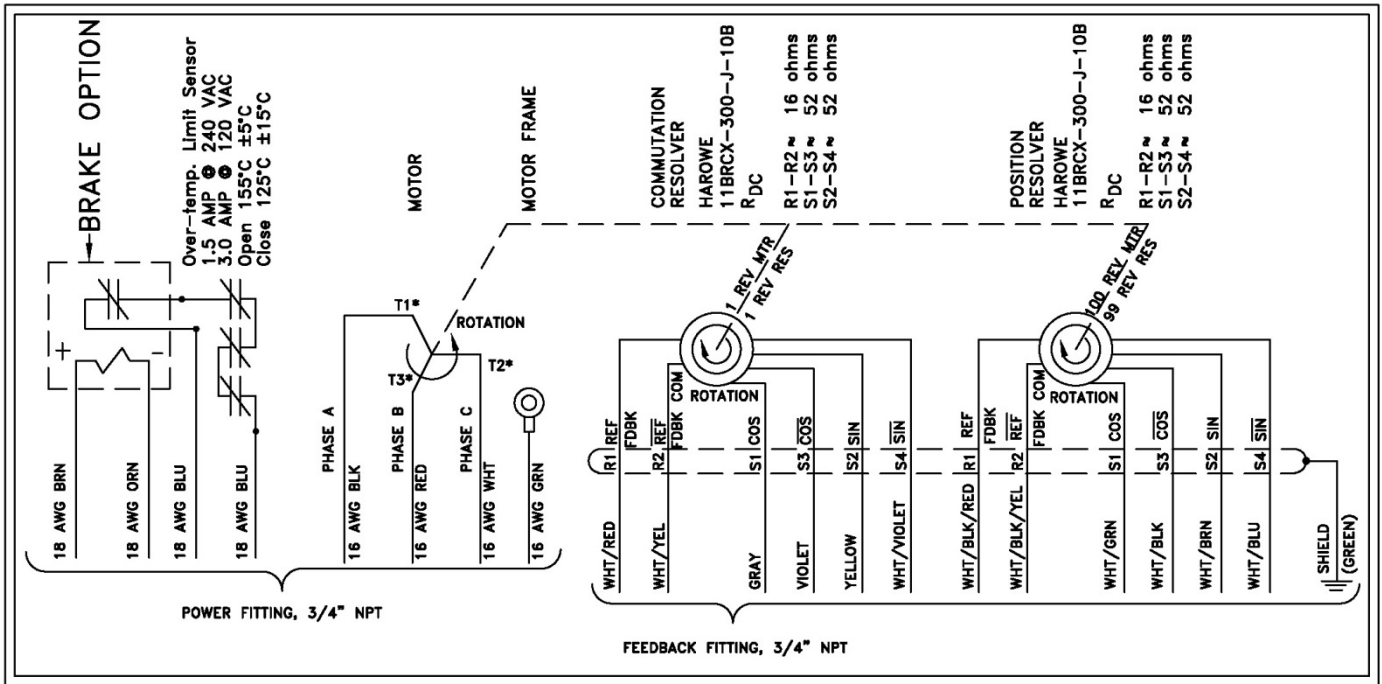 BRAKE OPTION
Over-temp. Limit Sensor
1.5 AMP @ 240 VAC
3.0 AMP @ 120 VAC
Open 155°C ±5°C
Close 125°C ±15°C
+
-
18 AWG BRN
18 AWG ORN
18 AWG BLU
18 AWG BLU
MOTOR
MOTOR FRAME
T1*
ROTATION
T2*
T3*
PHASE A
PHASE B
PHASE C
16 AWG BLK
16 AWG RED
16 AWG WHT
16 AWG GRN
POWER FITTING, 3/4" NPT
COMMUTATION
RESOLVER
HAROWE
11BRCX-300-J-10B
RDC
R1-R2≈ 16 ohms
S1-S3≈ 52 ohms
S2-S4≈ 52 ohms
1 REV MTR
1 REV RES
ROTATION
R1 REF
FDBK
R2 REF
FDBK COM
S1 COS
S3 COS
S2 SIN
S4 SIN
WHT/RED
WHT/YEL
GRAY
VIOLET
YELLOW
WHT/VIOLET
POSITION
RESOLVER
HAROWE
11BRCX-300-J-10B
RDC
R1-R2≈ 16 ohms
S1-S3≈ 52 ohms
S2-S4≈ 52 ohms
100 REV MTR
99 REV RES
ROTATION
R1 REF
FDBK
R2 REF
FDBK COM
S1 COS
S3 COS
S2 SIN
S4 SIN
WHT/BLK/RED
WHT/BLK/YEL
WHT/GRN
WHT/BLK
WHT/BRN
WHT/BLU
SHIELD
(GREEN)
FEEDBACK FITTING, 3/4" NPT